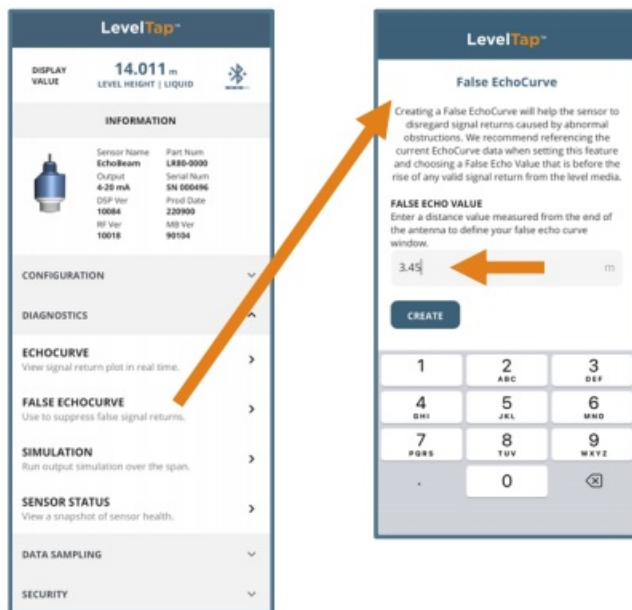 LevelTap™
DISPLAY
VALUE
14.011 m
LEVEL HEIGHT | LIQUID
INFORMATION
Sensor Name
EchoBeam
Part Num
LR80-0000
Output
4-20 mA
Serial Num
SN 000496
DSP Ver
10084
Prod Date
220900
RF Ver
10018
MB Ver
90104
CONFIGURATION
DIAGNOSTICS
ECHOCURVE
View signal return plot in real time.
FALSE ECHOCURVE
Use to suppress false signal returns.
SIMULATION
Run output simulation over the span.
SENSOR STATUS
View a snapshot of sensor health.
DATA SAMPLING
SECURITY
LevelTap™
False EchoCurve
Creating a False EchoCurve will help the sensor to
disregard signal returns caused by abnormal
obstructions. We recommend referencing the
current EchoCurve data when setting this feature
and choosing a False Echo Value that is before the
rise of any valid signal return from the level media.
FALSE ECHO VALUE
Enter a distance value measured from the end of
the antenna to define your false echo curve
window.
3.45 m
CREATE
1 2 3
ABC DEF
4 5 6
GHI JKL MNO
7 8 9
PQRS TUV WXYZ
. 0